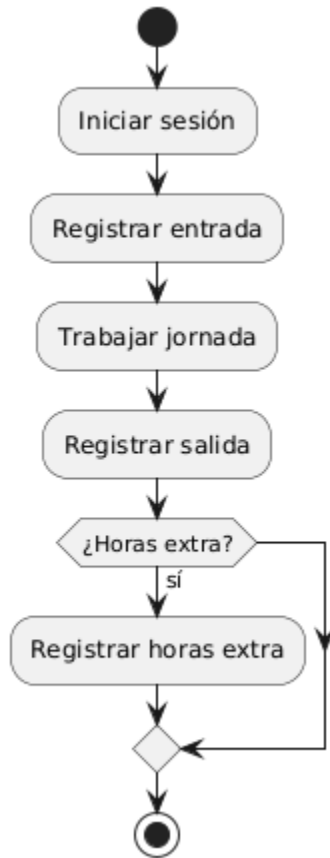 Iniciar sesión
Registrar entrada
Trabajar jornada
Registrar salida
¿Horas extra?
sí
Registrar horas extra